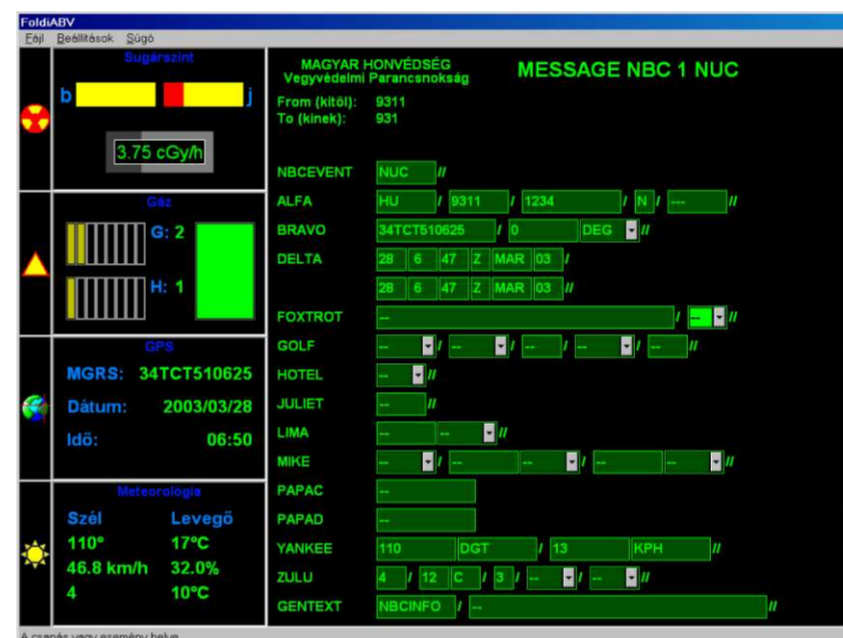 FoldiABV
Fájl Beállítások Súgó
Sugárszint
b j
3.75 cGy/h
Gáz
G: 2
H: 1
GPS
MGRS: 34TCT510625
Dátum: 2003/03/28
Idő: 06:50
Meteorológia
Szél Levegő
110° 17°C
46.8 km/h 32.0%
4 10°C
MAGYAR HONVÉDSÉG
Vegyvédelmi Parancsnokság
MESSAGE NBC 1 NUC
From (kitől): 9311
To (kinek): 931
NBCEVENT NUC //
ALFA HU / 9311 / 1234 / N / --- //
BRAVO 34TCT510625 / 0 DEG //
DELTA 28 6 47 Z MAR 03 /
28 6 47 Z MAR 03 //
FOXTROT -- / -- //
GOLF -- / -- / -- / -- / -- //
HOTEL -- //
JULIET -- //
LIMA -- -- //
MIKE -- / -- -- / -- -- //
PAPAC --
PAPAD --
YANKEE 110 DGT / 13 KPH //
ZULU 4 / 12 C / 3 / -- / -- //
GENTEXT NBCINFO / -- //
A csapás vagy esemény helye